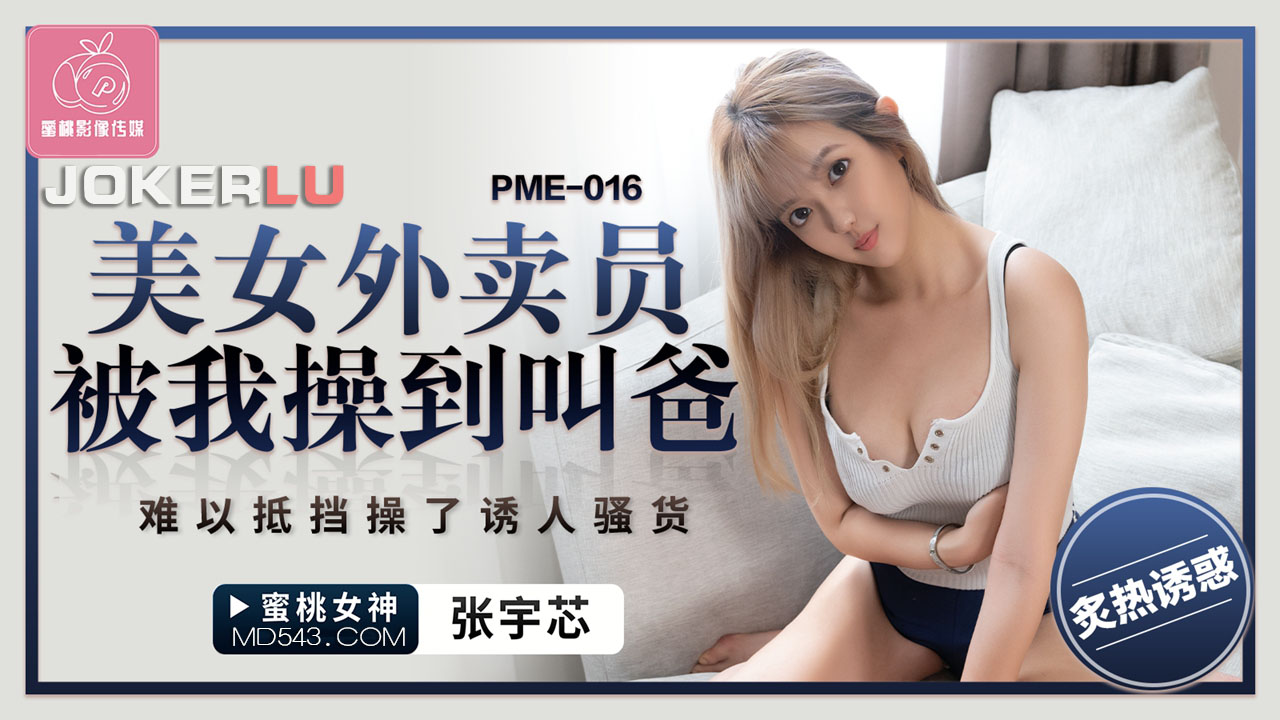 蜜桃影像传媒
JOKERLU
PME-016
美女外卖员
被我操到叫爸
难以抵挡操了诱人骚货
蜜桃女神
MD543.COM
张宇芯
炙热诱惑